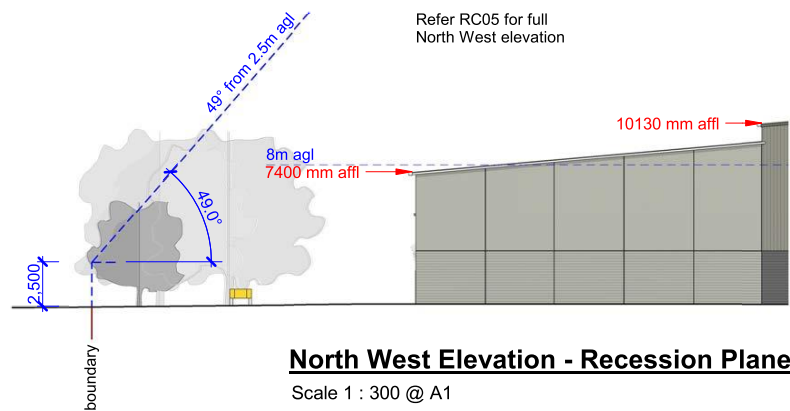 Refer RC05 for full
North West elevation
49° from 2.5m agl
10130 mm affl
8m agl
7400 mm affl
49.0°
2,500
boundary
North West Elevation - Recession Plane
Scale 1 : 300 @ A1